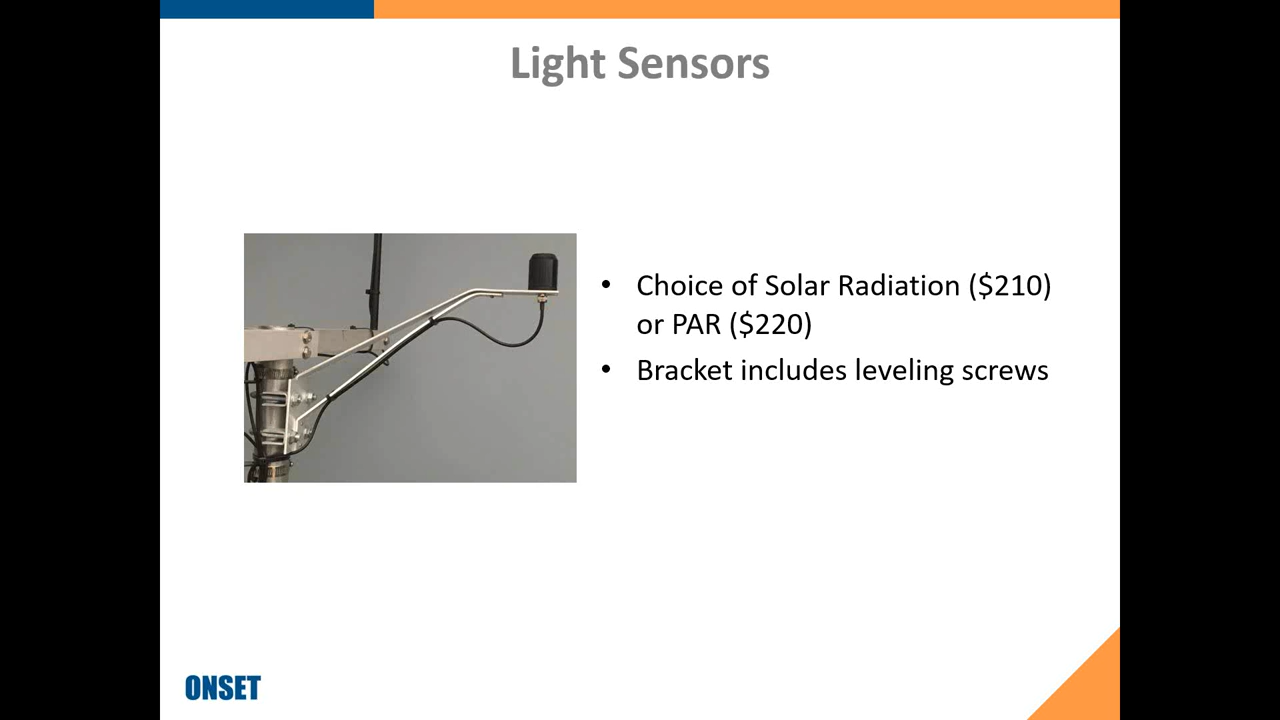 Light Sensors
• Choice of Solar Radiation ($210)
or PAR ($220)
• Bracket includes leveling screws
ONSET